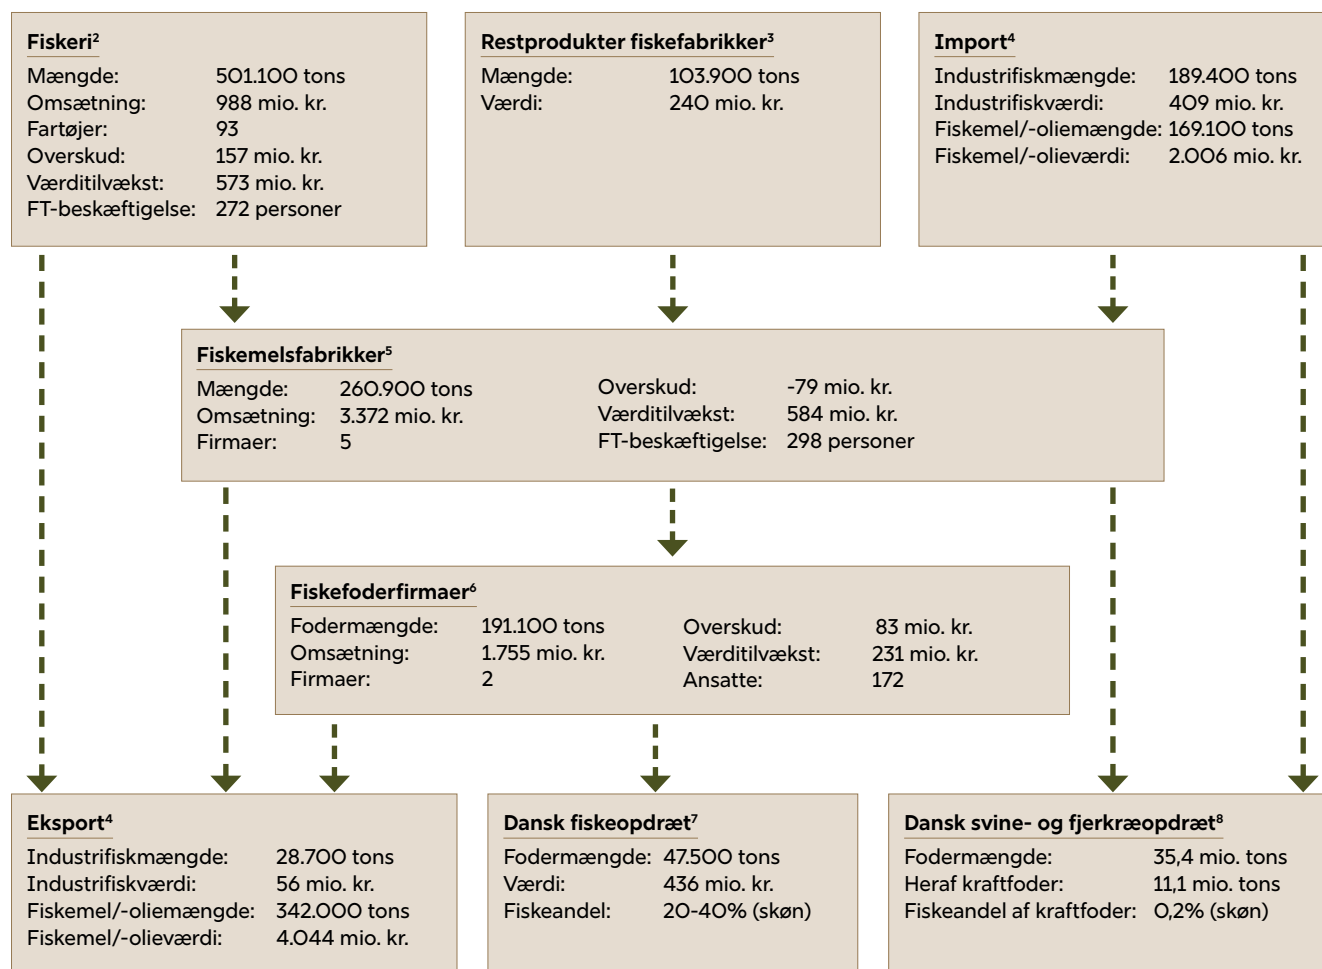 Fiskeri²
Mængde: 501.100 tons
Omsætning: 988 mio. kr.
Fartøjer: 93
Overskud: 157 mio. kr.
Værditilvækst: 573 mio. kr.
FT-beskæftigelse: 272 personer
Restprodukter fiskefabrikker³
Mængde: 103.900 tons
Værdi: 240 mio. kr.
Import⁴
Industrifiskmængde: 189.400 tons
Industrifiskværdi: 409 mio. kr.
Fiskemel/-oliemængde: 169.100 tons
Fiskemel/-olieværdi: 2.006 mio. kr.
Fiskemelsfabrikker⁵
Mængde: 260.900 tons
Omsætning: 3.372 mio. kr.
Firmaer: 5
Overskud: -79 mio. kr.
Værditilvækst: 584 mio. kr.
FT-beskæftigelse: 298 personer
Fiskefoderfirmaer⁶
Fodermængde: 191.100 tons
Omsætning: 1.755 mio. kr.
Firmaer: 2
Overskud: 83 mio. kr.
Værditilvækst: 231 mio. kr.
Ansatte: 172
Eksport⁴
Industrifiskmængde: 28.700 tons
Industrifiskværdi: 56 mio. kr.
Fiskemel/-oliemængde: 342.000 tons
Fiskemel/-olieværdi: 4.044 mio. kr.
Dansk fiskeopdræt⁷
Fodermængde: 47.500 tons
Værdi: 436 mio. kr.
Fiskeandel: 20-40% (skøn)
Dansk svine- og fjerkræopdræt⁸
Fodermængde: 35,4 mio. tons
Heraf kraftfoder: 11,1 mio. tons
Fiskeandel af kraftfoder: 0,2% (skøn)